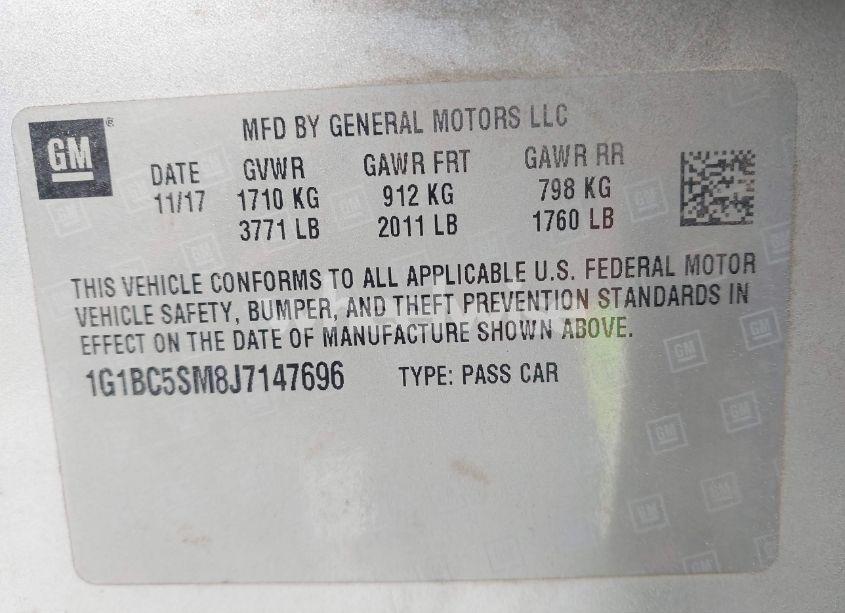 GM
MFD BY GENERAL MOTORS LLC
DATE GVWR GAWR FRT GAWR RR
11/17 1710 KG 912 KG 798 KG
3771 LB 2011 LB 1760 LB
THIS VEHICLE CONFORMS TO ALL APPLICABLE U.S. FEDERAL MOTOR
VEHICLE SAFETY, BUMPER, AND THEFT PREVENTION STANDARDS IN
EFFECT ON THE DATE OF MANUFACTURE SHOWN ABOVE.
1G1BC5SM8J7147696 TYPE: PASS CAR